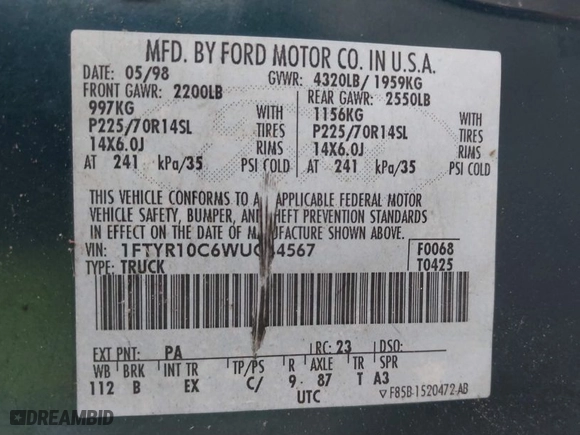 MFD. BY FORD MOTOR CO. IN U.S.A.
DATE: 05/98 GVWR: 4320LB/ 1959KG
FRONT GAWR: 2200LB REAR GAWR: 2550LB
997KG WITH 1156KG WITH
P225/70R14SL TIRES P225/70R14SL TIRES
14X6.0J RIMS 14X6.0J RIMS
AT 241 kPa/35 PSI COLD AT 241 kPa/35 PSI COLD
THIS VEHICLE CONFORMS TO APPLICABLE FEDERAL MOTOR
VEHICLE SAFETY, BUMPER, AND THEFT PREVENTION STANDARDS
IN EFFECT ON THE DATE OF MANUFACTURE SHOWN ABOVE.
VIN: F0068
TYPE: TRUCK T0425
EXT PNT: PA RC: 23 DSO:
WB BRK INT TR TP/PS R AXLE TR SPR
112 B EX C/ 9 87 T A3
UTC ▽ F85B-1520472-AB
DREAMBID